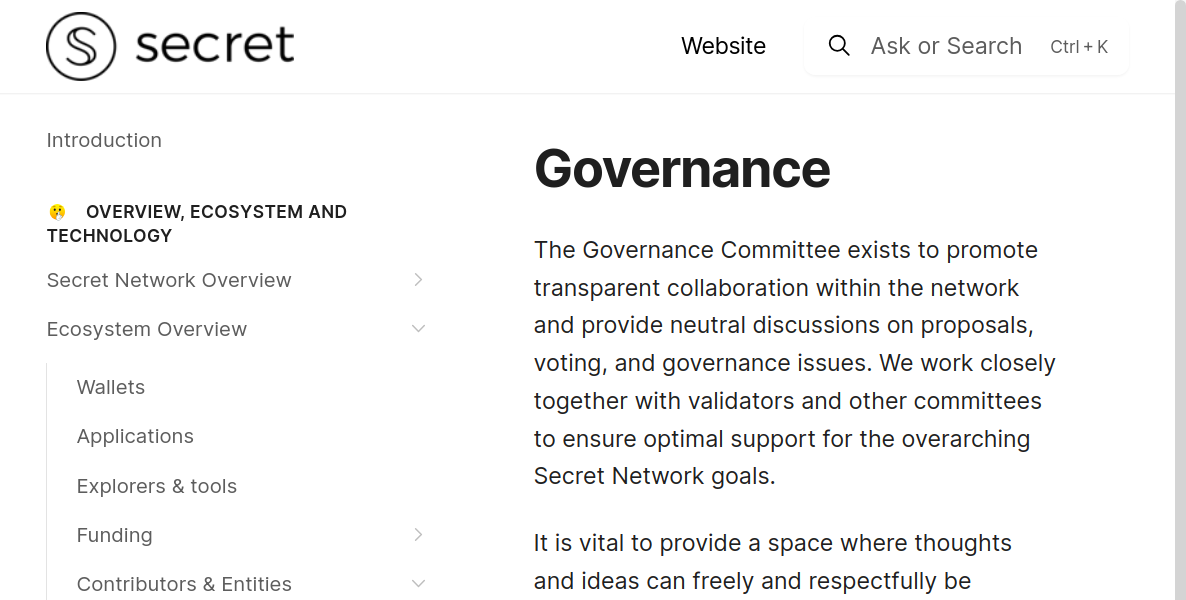 secret
Website
Ask or Search Ctrl + K
Introduction
OVERVIEW, ECOSYSTEM AND
TECHNOLOGY
Secret Network Overview
Ecosystem Overview
Wallets
Applications
Explorers & tools
Funding
Contributors & Entities
Governance
The Governance Committee exists to promote
transparent collaboration within the network
and provide neutral discussions on proposals,
voting, and governance issues. We work closely
together with validators and other committees
to ensure optimal support for the overarching
Secret Network goals.
It is vital to provide a space where thoughts
and ideas can freely and respectfully be